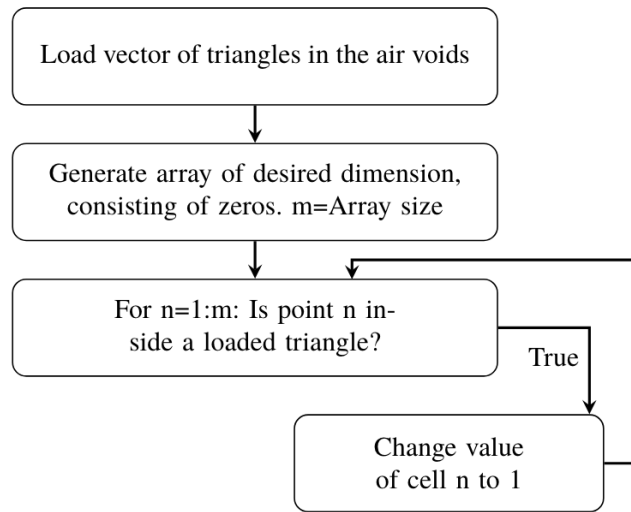 Load vector of triangles in the air voids
Generate array of desired dimension,
consisting of zeros. m=Array size
For n=1:m: Is point n in-
side a loaded triangle?
True
Change value
of cell n to 1